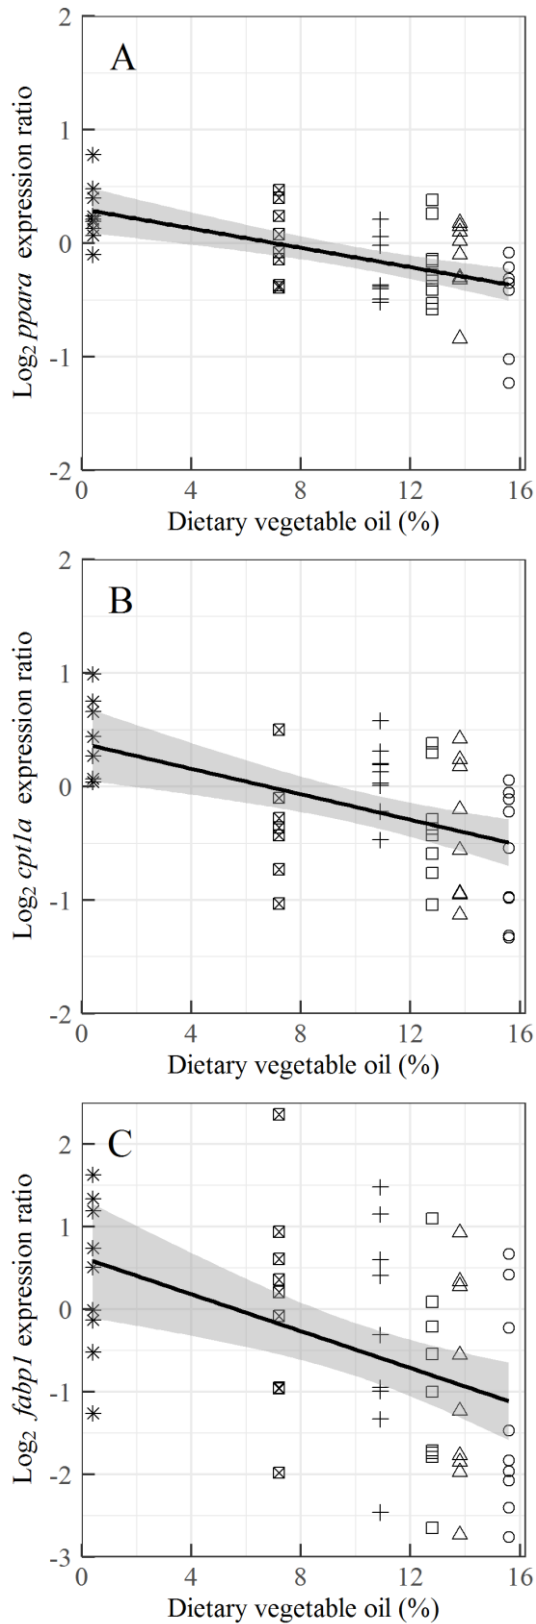 2
A
1
0
-1
-2
Log₂ ppara expression ratio
0 4 8 12 16
Dietary vegetable oil (%)
2
B
1
0
-1
-2
Log₂ cpt1a expression ratio
0 4 8 12 16
Dietary vegetable oil (%)
C
2
1
0
-1
-2
-3
Log₂ fabp1 expression ratio
0 4 8 12 16
Dietary vegetable oil (%)